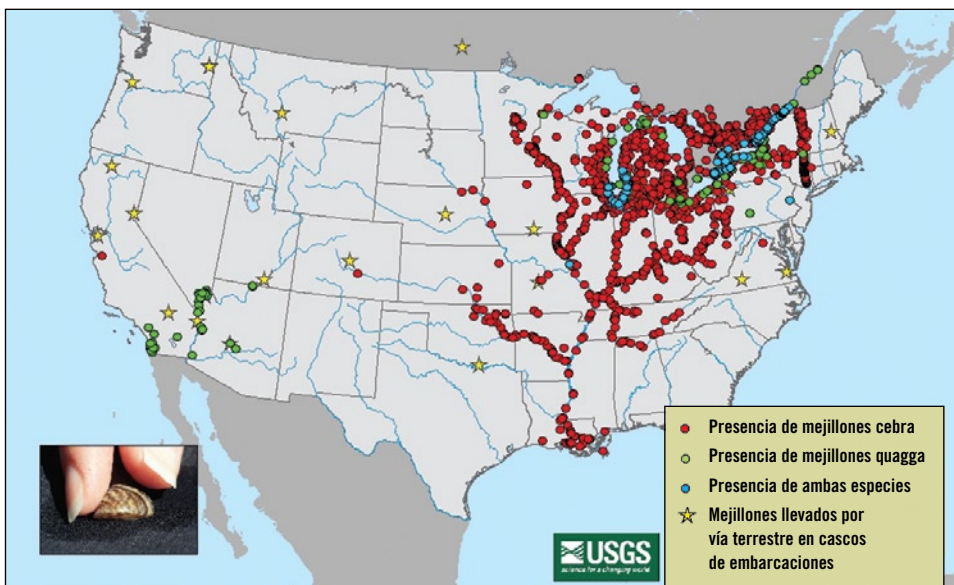 Presencia de mejillones cebra
Presencia de mejillones quagga
Presencia de ambas especies
Mejillones llevados por
vía terrestre en cascos
de embarcaciones
USGS
science for a changing world